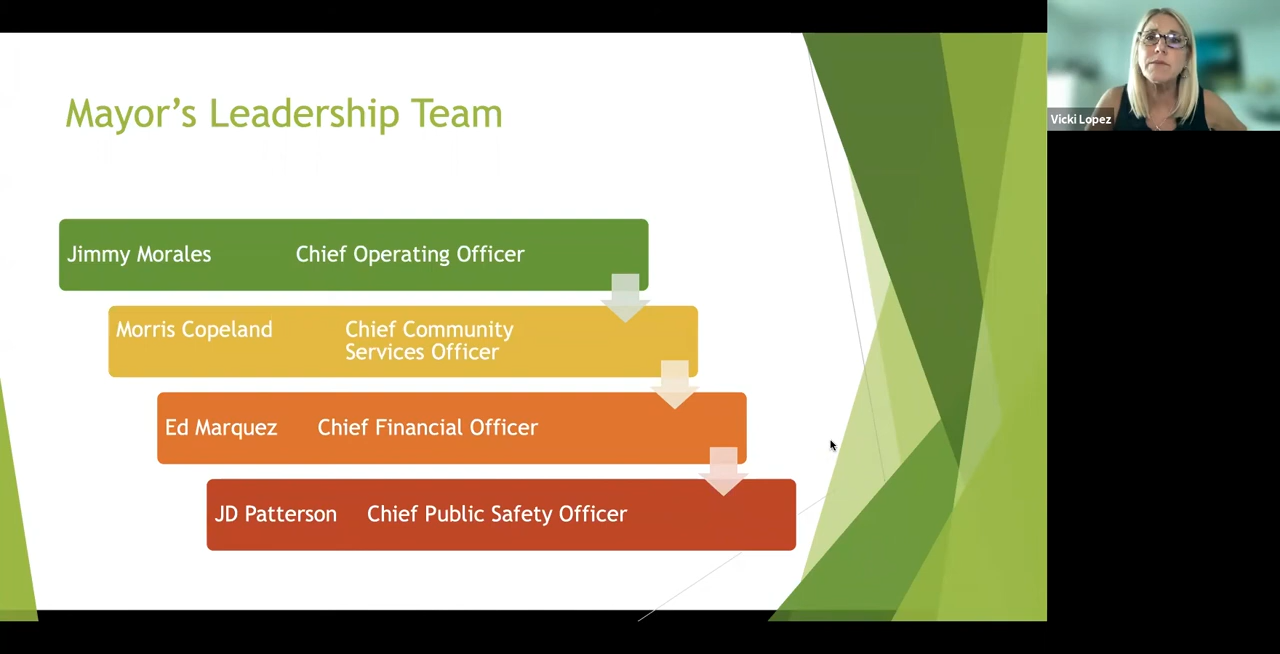 Mayor's Leadership Team
Jimmy Morales Chief Operating Officer
Morris Copeland Chief Community
Services Officer
Ed Marquez Chief Financial Officer
JD Patterson Chief Public Safety Officer
Vicki Lopez